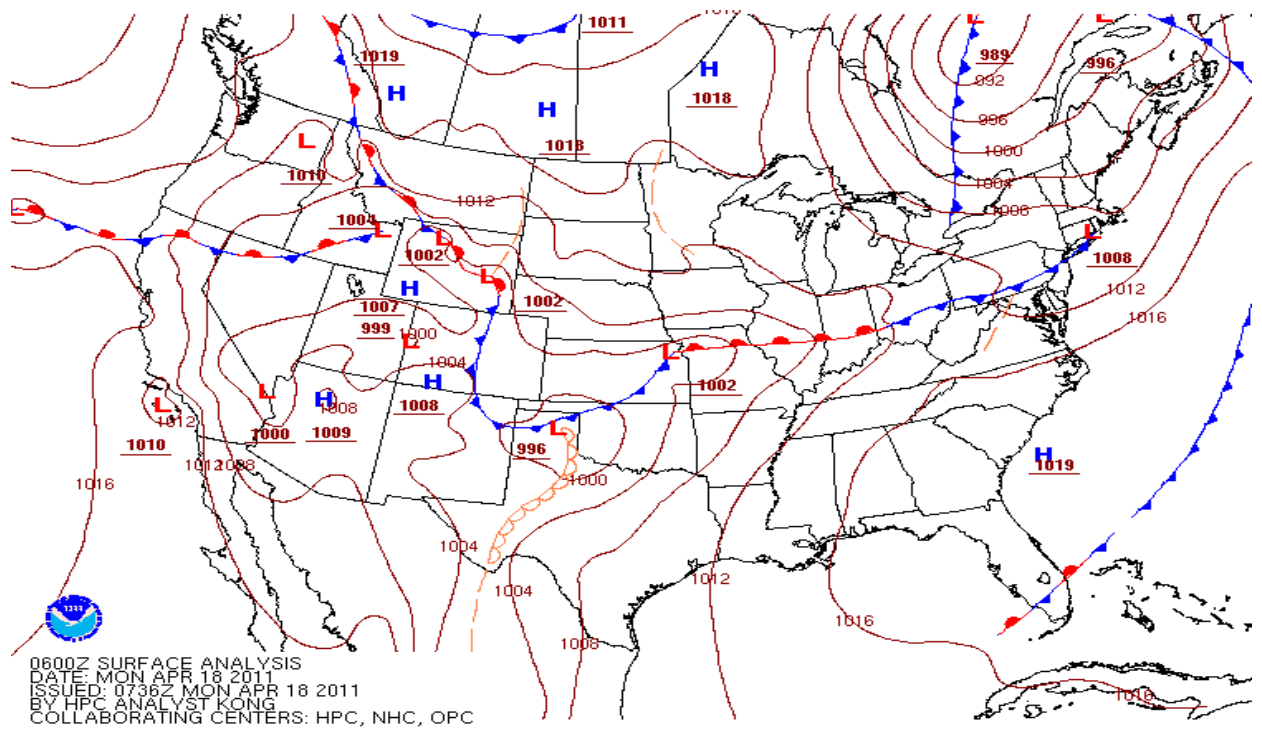 1011
1019
989
996
992
H
H
H
1018
1018
996
L
1000
1018
1010
1004
L
1012
1008
1004
L
L
L
L
1002
1008
L
H
1012
1007
1002
1016
999
1000
L
L
1004
H
1002
L
H
L
1008
1008
1012
1010
1000
1009
L
996
H
1012
1008
1019
1016
1000
1004
1012
1004
1016
1008
1016
0600Z SURFACE ANALYSIS
DATE: MON APR 18 2011
ISSUED: 0736Z MON APR 18 2011
BY HPC ANALYST KONG
COLLABORATING CENTERS: HPC, NHC, OPC